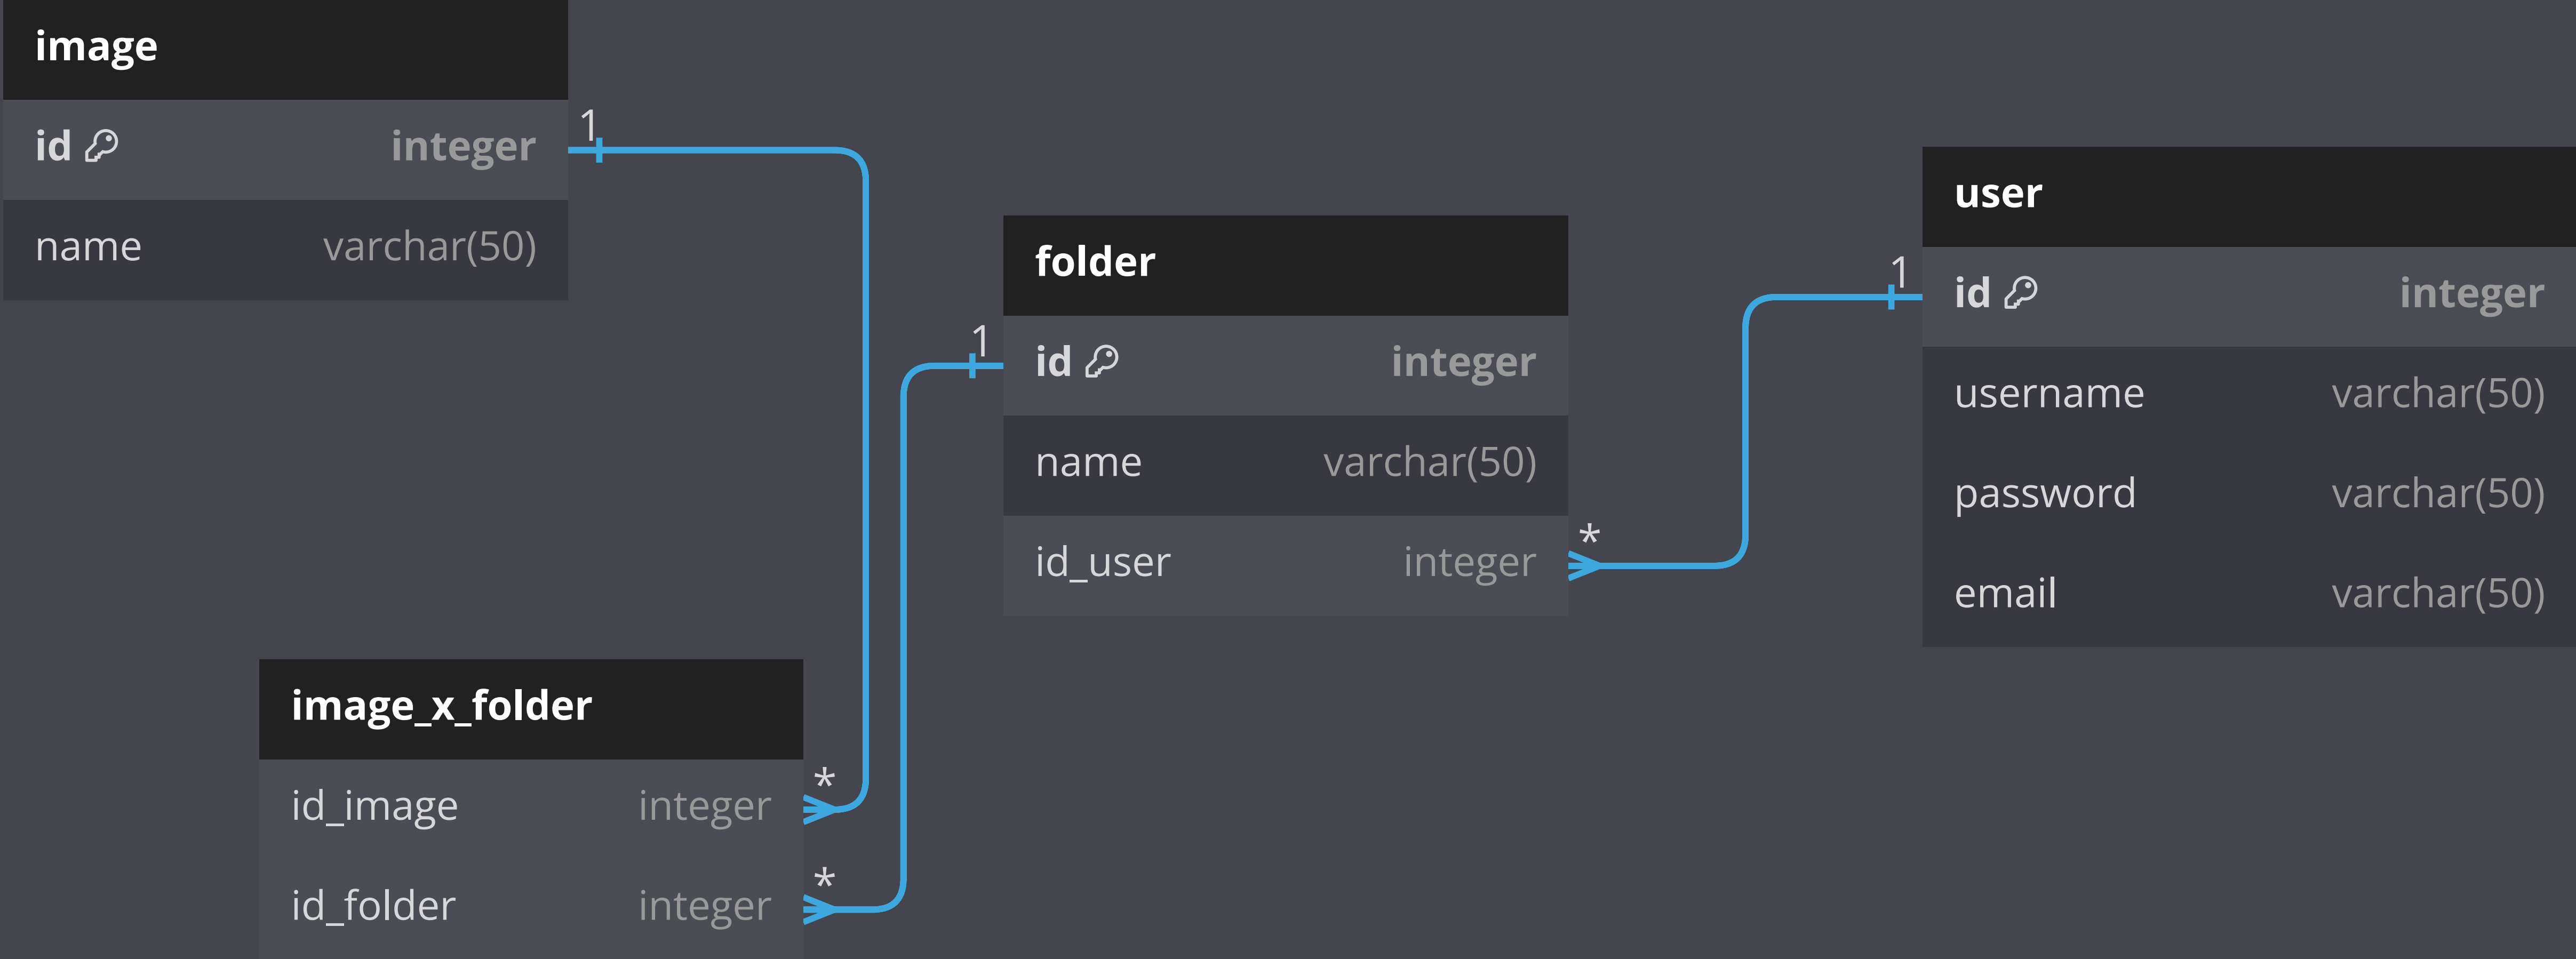 image
id integer
name varchar(50)
1
folder
id integer
name varchar(50)
id_user integer
1
*
user
id integer
username varchar(50)
password varchar(50)
email varchar(50)
1
image_x_folder
id_image integer
id_folder integer
*
*